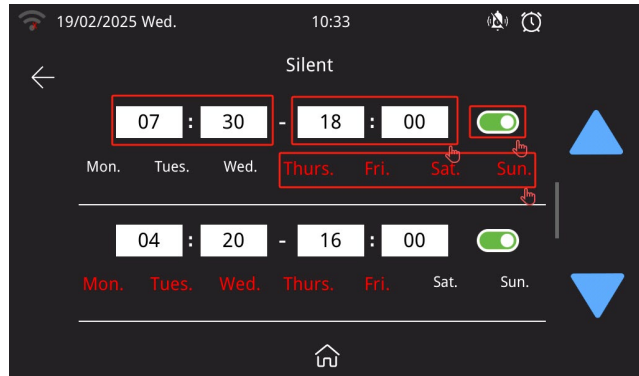 19/02/2025 Wed. 10:33
Silent
07 : 30 - 18 : 00
Mon. Tues. Wed. Thurs. Fri. Sat. Sun.
04 : 20 - 16 : 00
Mon. Tues. Wed. Thurs. Fri. Sat. Sun.